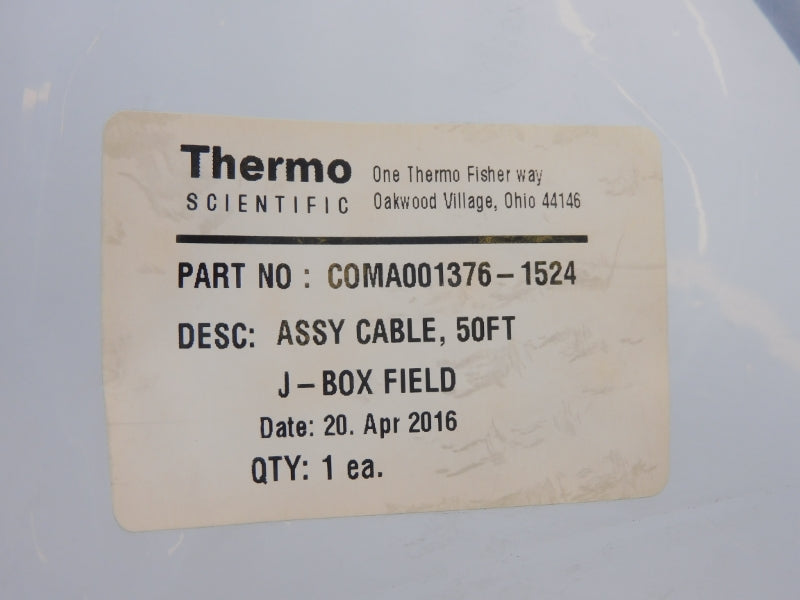 Thermo
SCIENTIFIC
One Thermo Fisher way
Oakwood Village, Ohio 44146
PART NO : COMA001376-1524
DESC: ASSY CABLE, 50FT
J-BOX FIELD
Date: 20. Apr 2016
QTY: 1 ea.